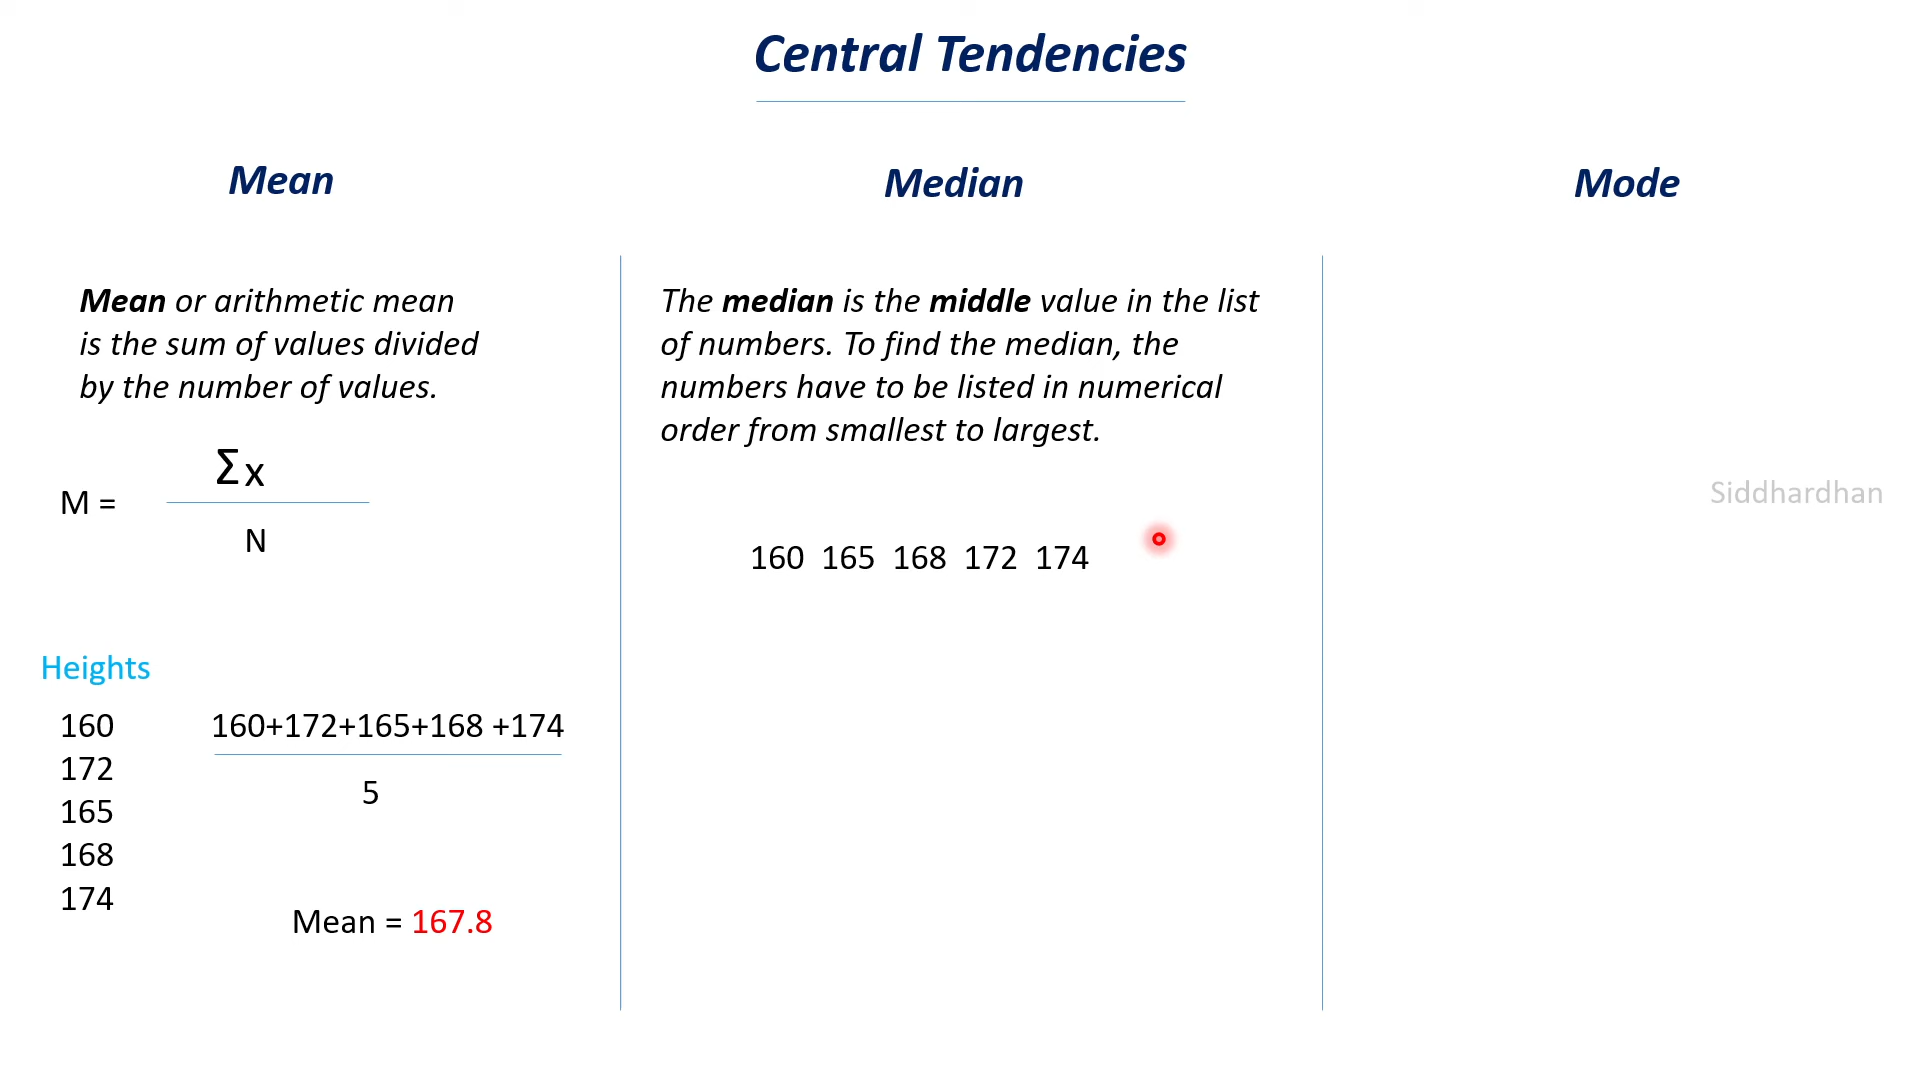 Central Tendencies
Mean
Median
Mode
Mean or arithmetic mean
is the sum of values divided
by the number of values.
M =
Σ x
N
Heights
160
172
165
168
174
160+172+165+168 +174
5
Mean = 167.8
The median is the middle value in the list
of numbers. To find the median, the
numbers have to be listed in numerical
order from smallest to largest.
160 165 168 172 174
Siddhardhan